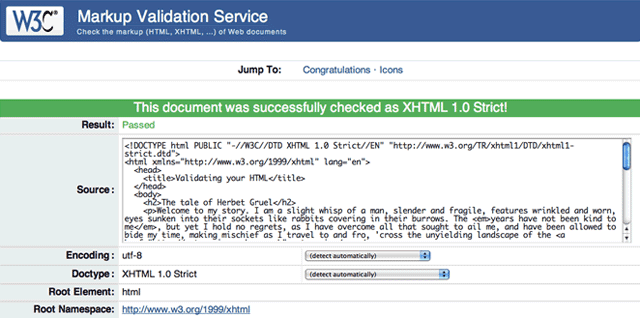 W3C® Markup Validation Service
Check the markup (HTML, XHTML, ...) of Web documents
Jump To: Congratulations · Icons
This document was successfully checked as XHTML 1.0 Strict!
Result: Passed
Source :
<!DOCTYPE html PUBLIC "-//W3C//DTD XHTML 1.0 Strict//EN" "http://www.w3.org/TR/xhtml1/DTD/xhtml1-
strict.dtd">
<html xmlns="http://www.w3.org/1999/xhtml" lang="en">
<head>
<title>Validating your HTML</title>
</head>
<body>
<h2>The tale of Herbet Gruel</h2>
<p>Welcome to my story. I am a slight whisp of a man, slender and fragile, features wrinkled and worn,
eyes sunken into their sockets like rabbits cowering in their burrows. The <em>years have not been kind to
me</em>, but yet I hold no regrets, as I have overcome all that sought to ail me, and have been allowed to
bide my time, making mischief as I travel to and fro, 'cross the unyielding landscape of the <a
Encoding : utf-8 (detect automatically)
Doctype : XHTML 1.0 Strict (detect automatically)
Root Element: html
Root Namespace: http://www.w3.org/1999/xhtml